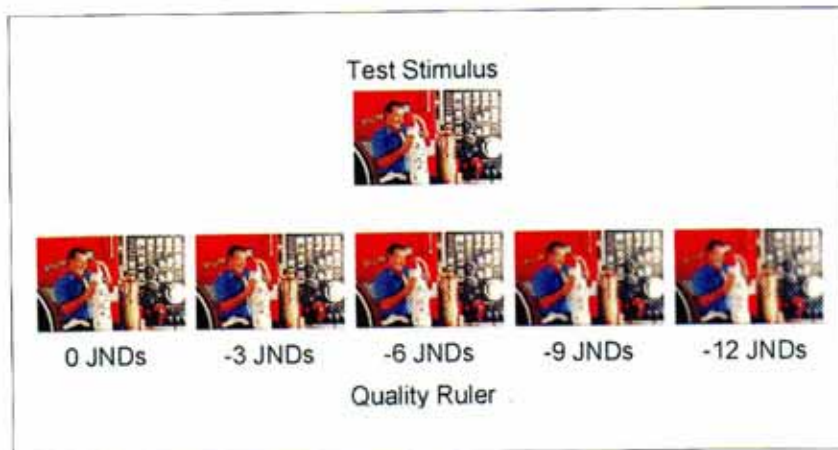 Test Stimulus
0 JNDs -3 JNDs -6 JNDs -9 JNDs -12 JNDs
Quality Ruler